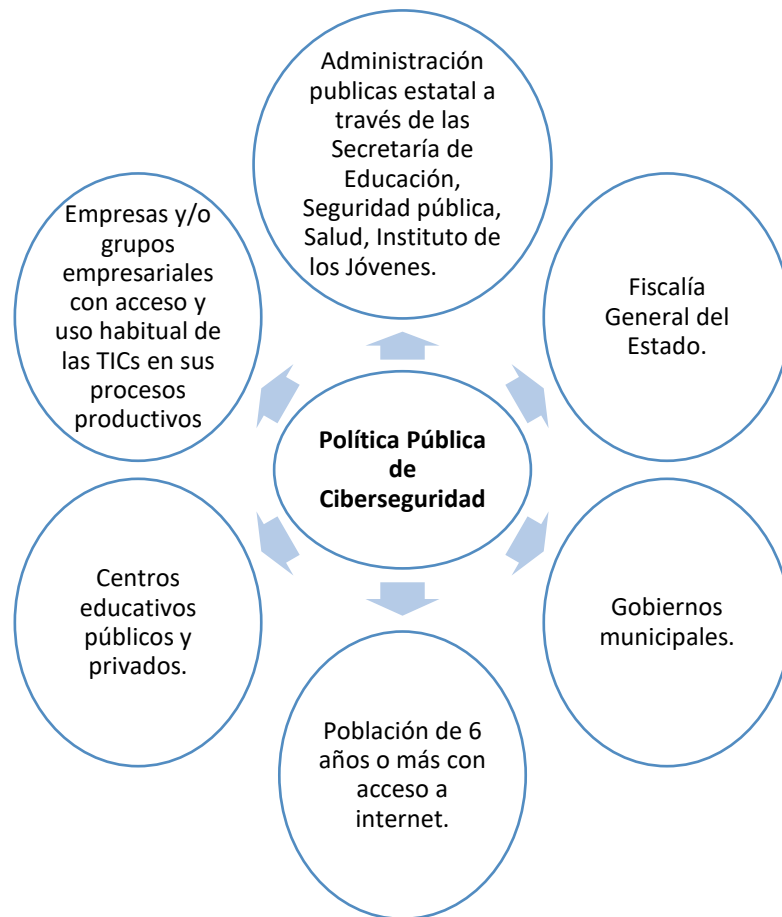 Administración
publicas estatal a
través de las
Secretaría de
Educación,
Seguridad pública,
Salud, Instituto de
los Jóvenes.
Empresas y/o
grupos
empresariales
con acceso y
uso habitual de
las TICs en sus
procesos
productivos
Fiscalía
General del
Estado.
Política Pública
de
Ciberseguridad
Centros
educativos
públicos y
privados.
Gobiernos
municipales.
Población de 6
años o más con
acceso a
internet.